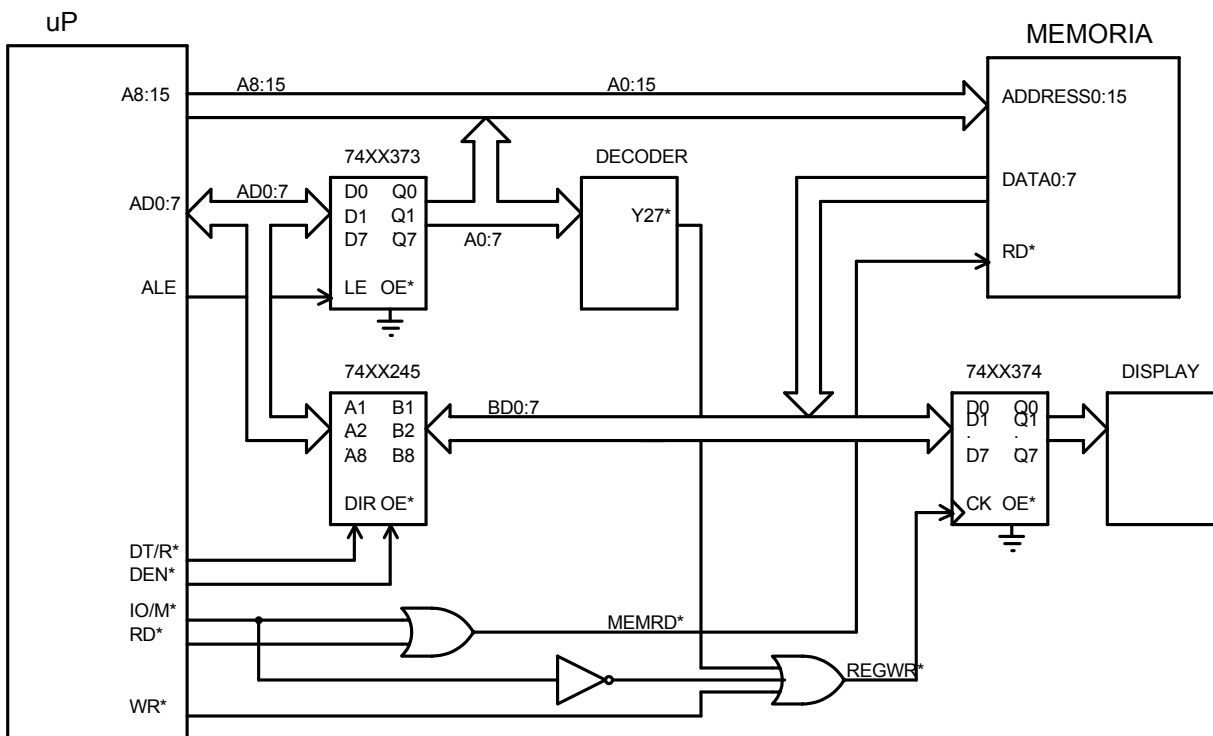 uP
MEMORIA
A8:15
A8:15
A0:15
ADDRESS0:15
74XX373
DECODER
AD0:7
AD0:7
D0 Q0
D1 Q1
D7 Q7
A0:7
Y27*
DATA0:7
RD*
ALE
LE OE*
74XX245
74XX374
DISPLAY
A1 B1
A2 B2
A8 B8
BD0:7
D0 Q0
D1 Q1
D7 Q7
DIR OE*
CK OE*
DT/R*
DEN*
IO/M*
RD*
MEMRD*
REGWR*
WR*